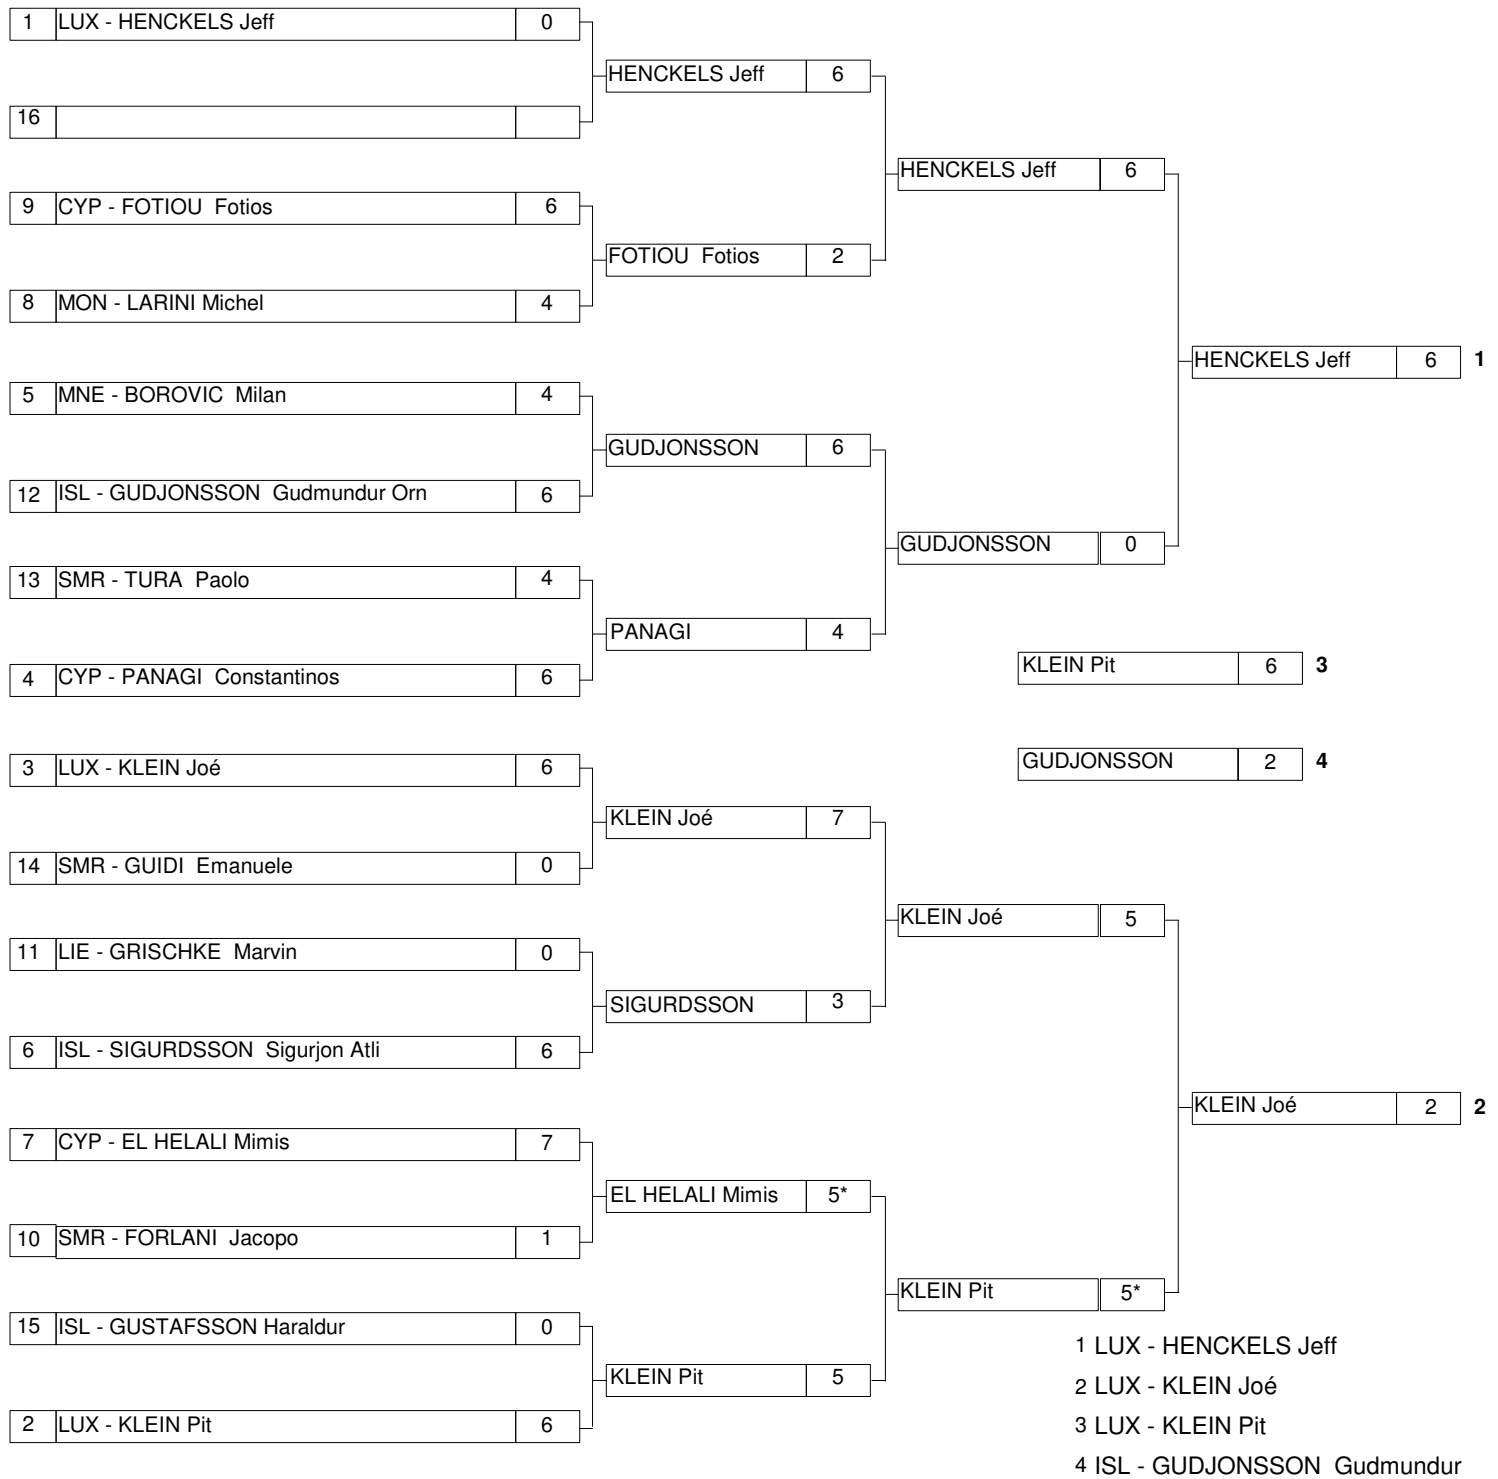 1 LUX - HENCKELS Jeff 0
HENCKELS Jeff 6
16
HENCKELS Jeff 6
9 CYP - FOTIOU  Fotios 6
FOTIOU  Fotios 2
8 MON - LARINI Michel 4
HENCKELS Jeff 6 1
5 MNE - BOROVIC  Milan 4
GUDJONSSON 6
12 ISL - GUDJONSSON  Gudmundur Orn 6
GUDJONSSON 0
13 SMR - TURA  Paolo 4
PANAGI 4
KLEIN Pit 6 3
4 CYP - PANAGI  Constantinos 6
GUDJONSSON 2 4
3 LUX - KLEIN Joé 6
KLEIN Joé 7
14 SMR - GUIDI  Emanuele 0
KLEIN Joé 5
11 LIE - GRISCHKE  Marvin 0
SIGURDSSON 3
6 ISL - SIGURDSSON  Sigurjon Atli 6
KLEIN Joé 2 2
7 CYP - EL HELALI Mimis 7
EL HELALI Mimis 5*
10 SMR - FORLANI  Jacopo 1
KLEIN Pit 5*
15 ISL - GUSTAFSSON Haraldur 0
1 LUX - HENCKELS Jeff
KLEIN Pit 5
2 LUX - KLEIN Joé
2 LUX - KLEIN Pit 6
3 LUX - KLEIN Pit
4 ISL - GUDJONSSON  Gudmundur